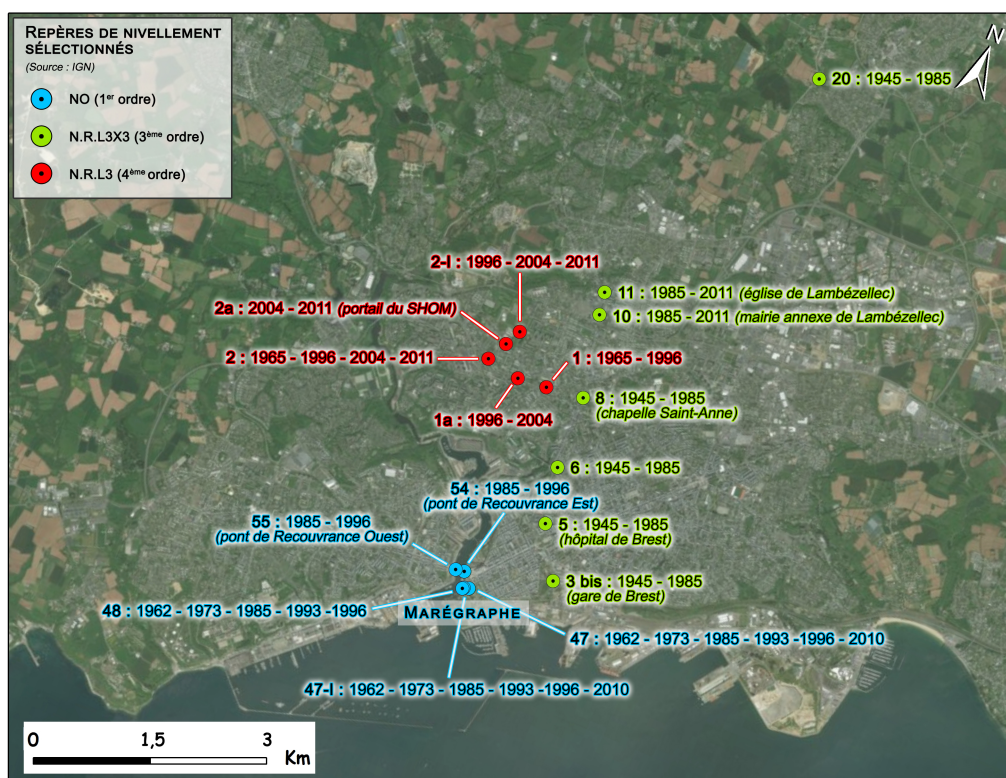 REPÈRES DE NIVELLEMENT
SÉLECTIONNÉS
(Source : IGN)
NO (1er ordre)
N.R.L3X3 (3ème ordre)
N.R.L3 (4ème ordre)
N
20 : 1945 - 1985
2-I : 1996 - 2004 - 2011
11 : 1985 - 2011 (église de Lambézellec)
2a : 2004 - 2011 (portail du SHOM)
10 : 1985 - 2011 (mairie annexe de Lambézellec)
2 : 1965 - 1996 - 2004 - 2011
1 : 1965 - 1996
8 : 1945 - 1985
(chapelle Saint-Anne)
1a : 1996 - 2004
6 : 1945 - 1985
54 : 1985 - 1996
(pont de Recouvrance Est)
55 : 1985 - 1996
(pont de Recouvrance Ouest)
5 : 1945 - 1985
(hôpital de Brest)
3 bis : 1945 - 1985
(gare de Brest)
48 : 1962 - 1973 - 1985 - 1993 -1996
MARÉGRAPHE
47 : 1962 - 1973 - 1985 - 1993 -1996 - 2010
47-I : 1962 - 1973 - 1985 - 1993 -1996 - 2010
0 1,5 3
Km